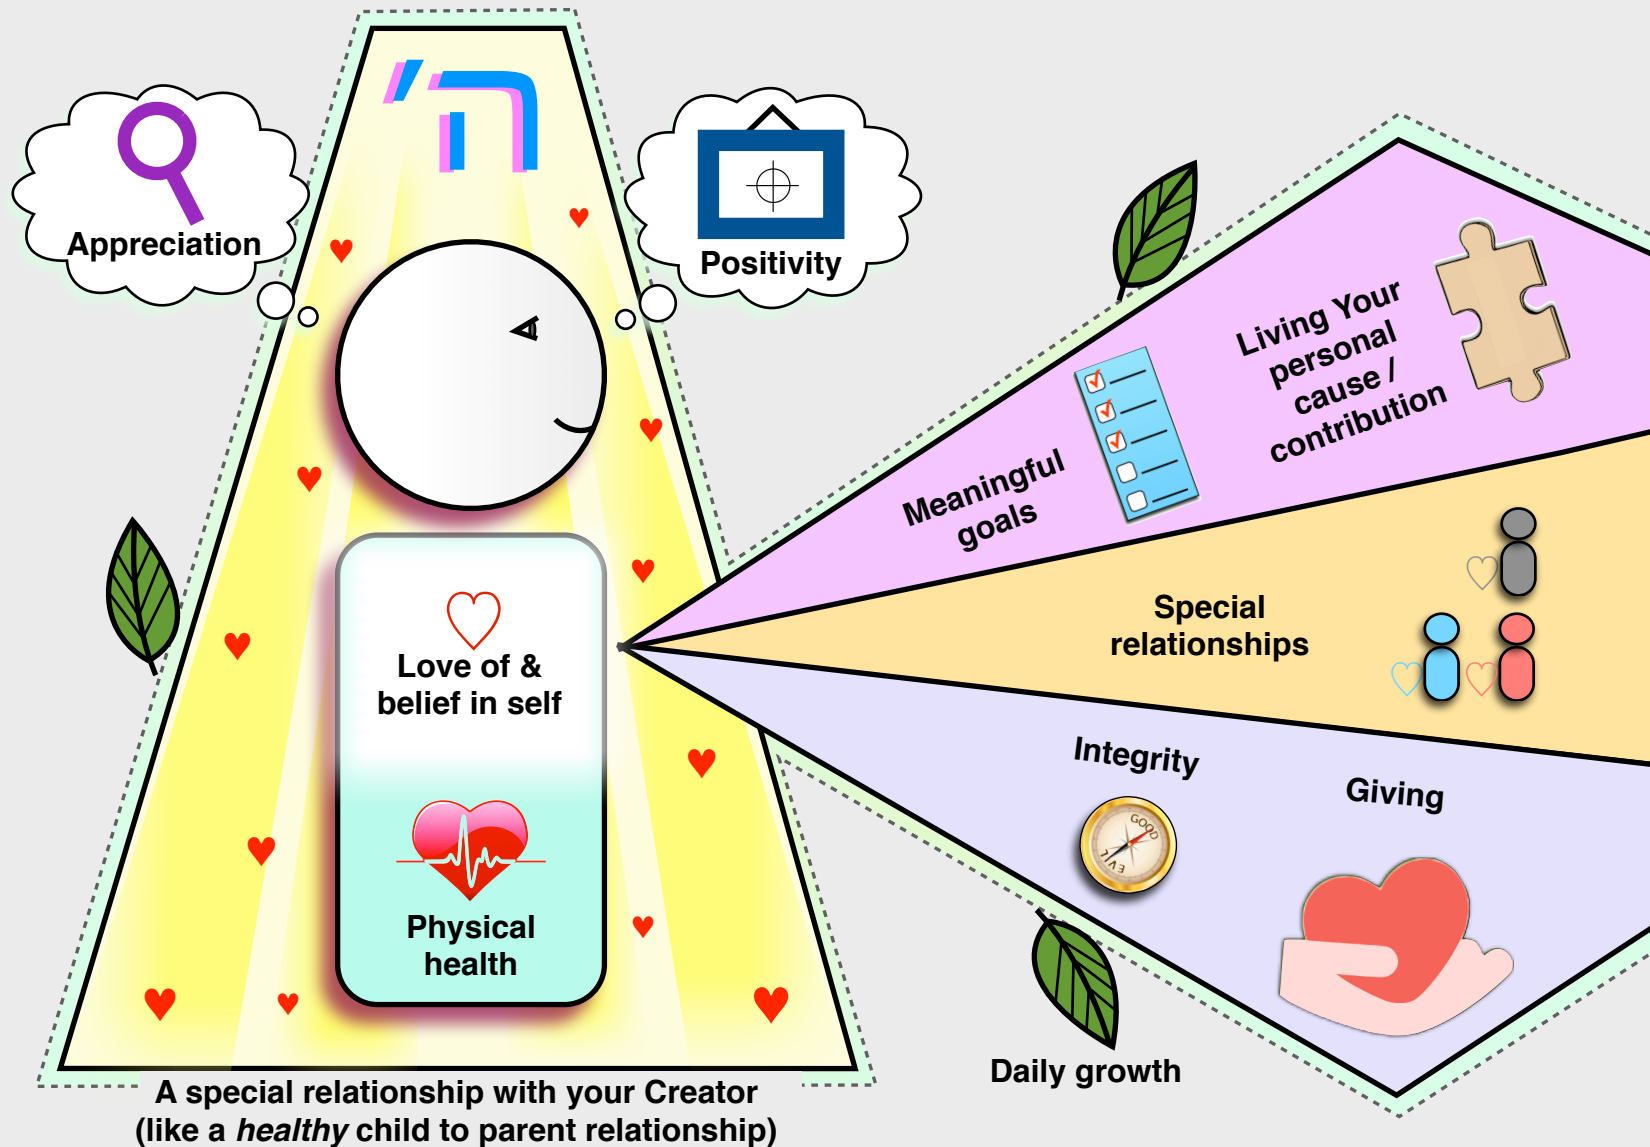 ה׳
Appreciation
Positivity
Living Your
personal
cause /
contribution
Meaningful
goals
Special
relationships
Love of &
belief in self
Integrity
Giving
GOOD
EVIL
Physical
health
Daily growth
A special relationship with your Creator
(like a healthy child to parent relationship)